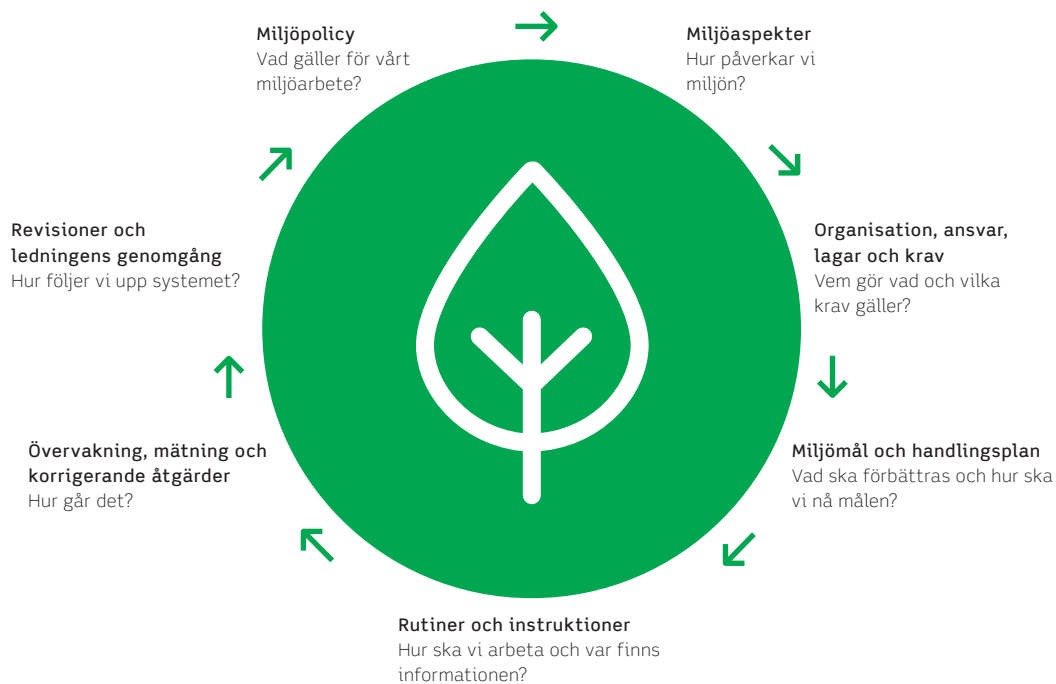 Miljöpolicy
Vad gäller för vårt
miljöarbete?
Miljöaspekter
Hur påverkar vi
miljön?
Organisation, ansvar,
lagar och krav
Vem gör vad och vilka
krav gäller?
Miljömål och handlingsplan
Vad ska förbättras och hur ska
vi nå målen?
Rutiner och instruktioner
Hur ska vi arbeta och var finns
informationen?
Övervakning, mätning och
korrigerande åtgärder
Hur går det?
Revisioner och
ledningens genomgång
Hur följer vi upp systemet?